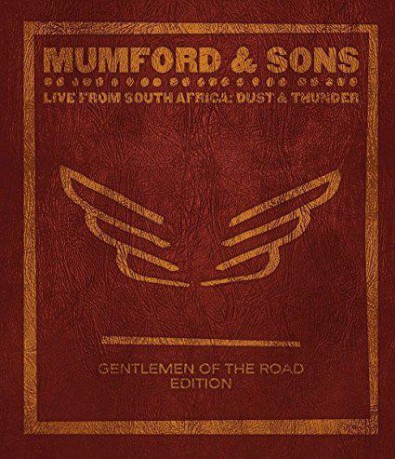 MUMFORD & SONS
LIVE FROM SOUTH AFRICA: DUST & THUNDER
GENTLEMEN OF THE ROAD
EDITION